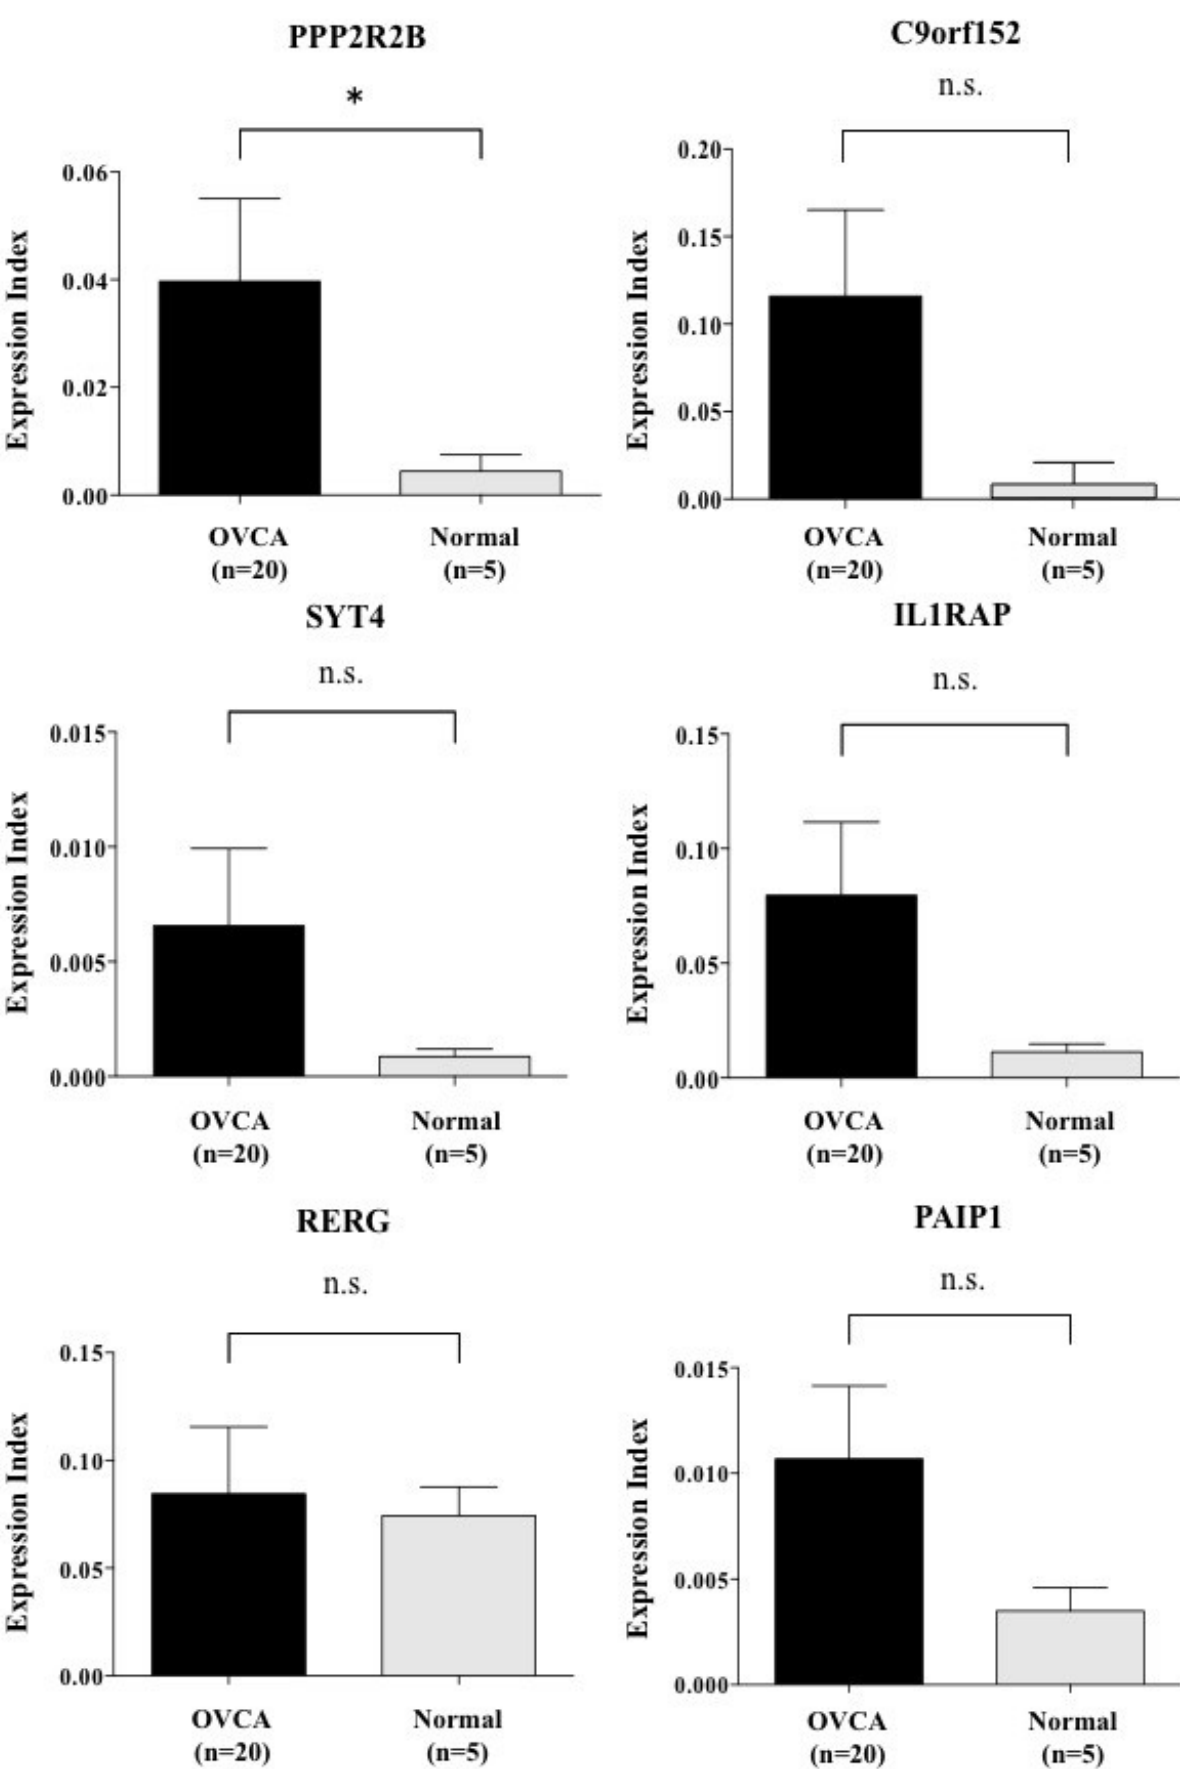 PPP2R2B
*
Expression Index
0.06
0.04
0.02
0.00
OVCA
(n=20)
Normal
(n=5)
C9orf152
n.s.
Expression Index
0.20
0.15
0.10
0.05
0.00
OVCA
(n=20)
Normal
(n=5)
SYT4
n.s.
Expression Index
0.015
0.010
0.005
0.000
OVCA
(n=20)
Normal
(n=5)
IL1RAP
n.s.
Expression Index
0.15
0.10
0.05
0.00
OVCA
(n=20)
Normal
(n=5)
RERG
n.s.
Expression Index
0.15
0.10
0.05
0.00
OVCA
(n=20)
Normal
(n=5)
PAIP1
n.s.
Expression Index
0.015
0.010
0.005
0.000
OVCA
(n=20)
Normal
(n=5)